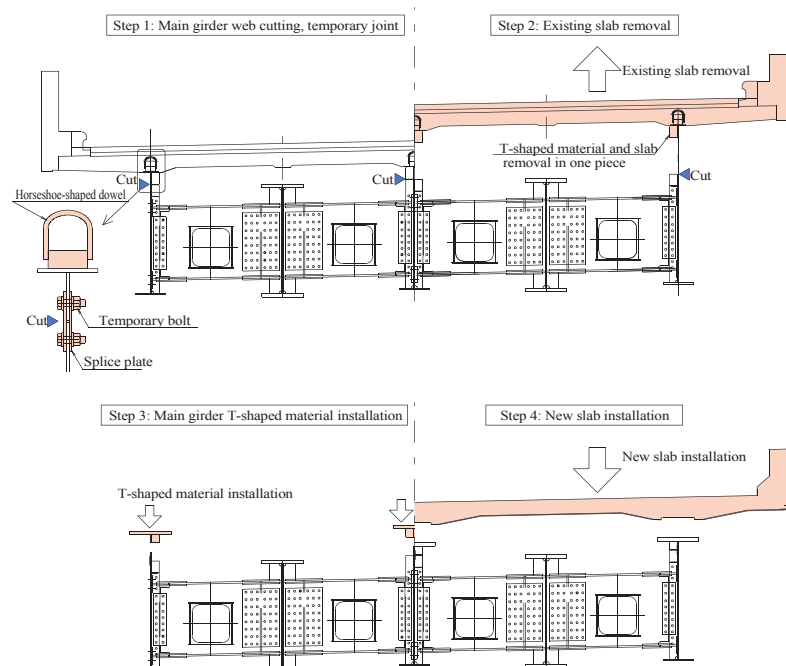 Step 1: Main girder web cutting, temporary joint
Step 2: Existing slab removal
Existing slab removal
T-shaped material and slab
removal in one piece
Cut
Cut
Cut
Horseshoe-shaped dowel
Cut
Temporary bolt
Splice plate
Step 3: Main girder T-shaped material installation
Step 4: New slab installation
New slab installation
T-shaped material installation